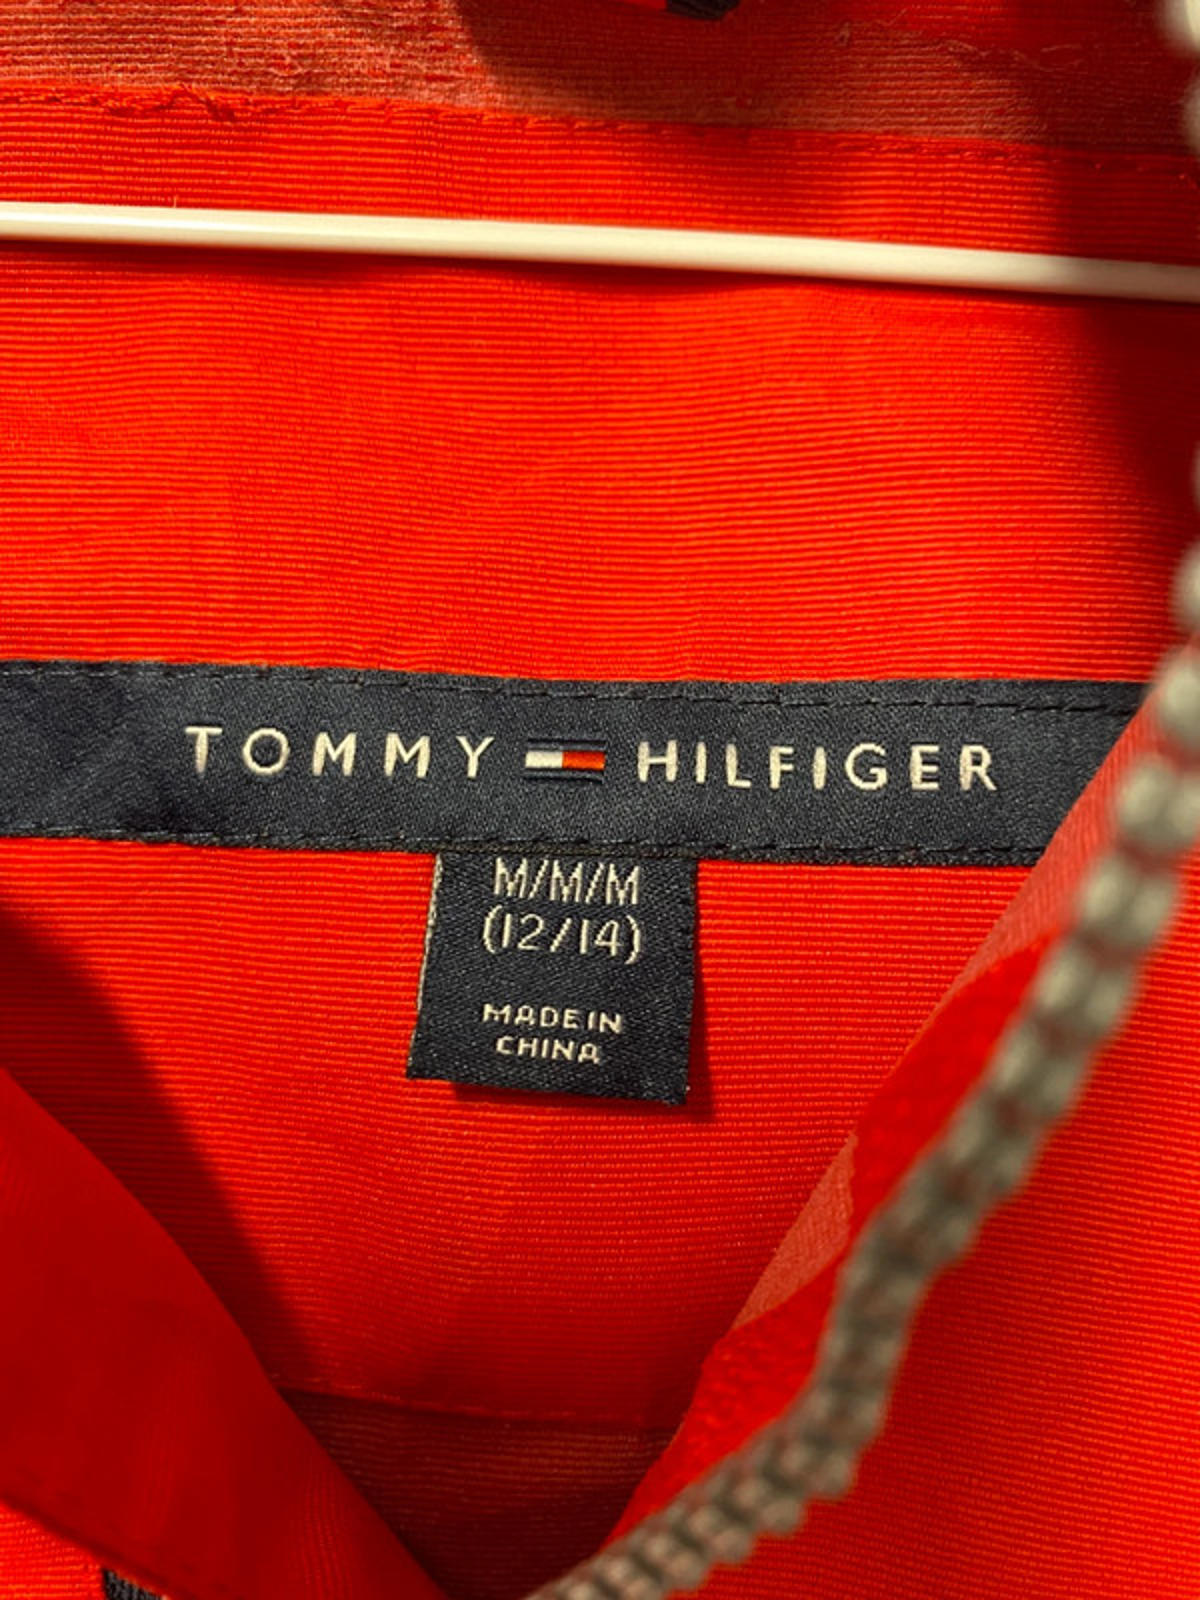 TOMMY HILFIGER
M/M/M
(12/14)
MADE IN
CHINA